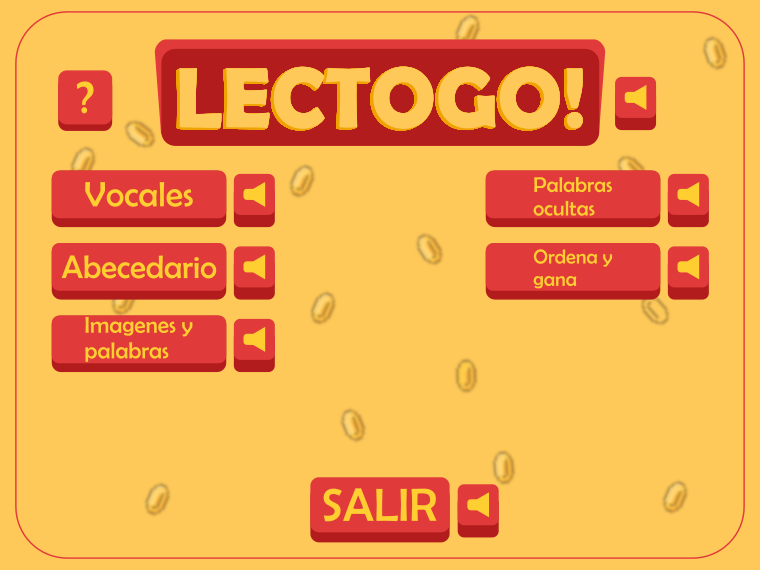 ?
LECTOGO!
Vocales
Abecedario
Imagenes y
palabras
Palabras
ocultas
Ordena y
gana
SALIR